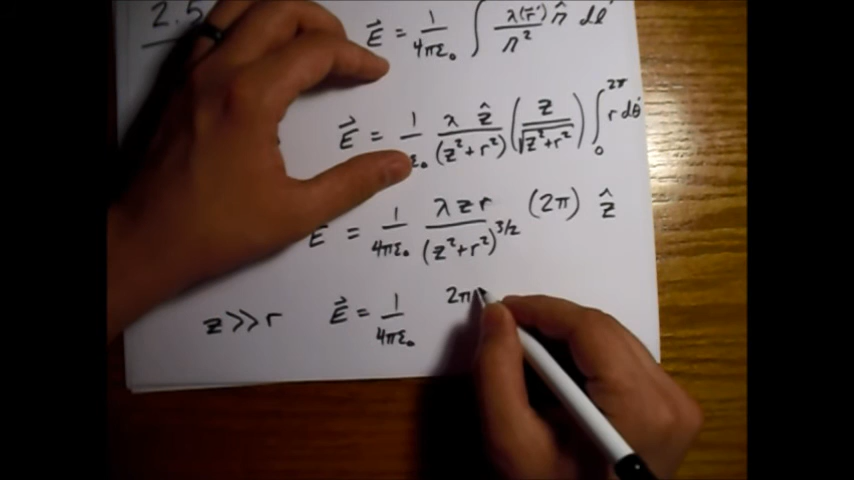 2.5
E⃗ = 1/4πε₀ ∫ λ(r⃗')/r² r̂ dl'
E⃗ = 1/4πε₀ λ ẑ/(z²+r²) (z/√z²+r²) ∫₀^2π r dθ'
E = 1/4πε₀ λzr/(z²+r²)^3/2 (2π) ẑ
z >> r E⃗ = 1/4πε₀ 2π